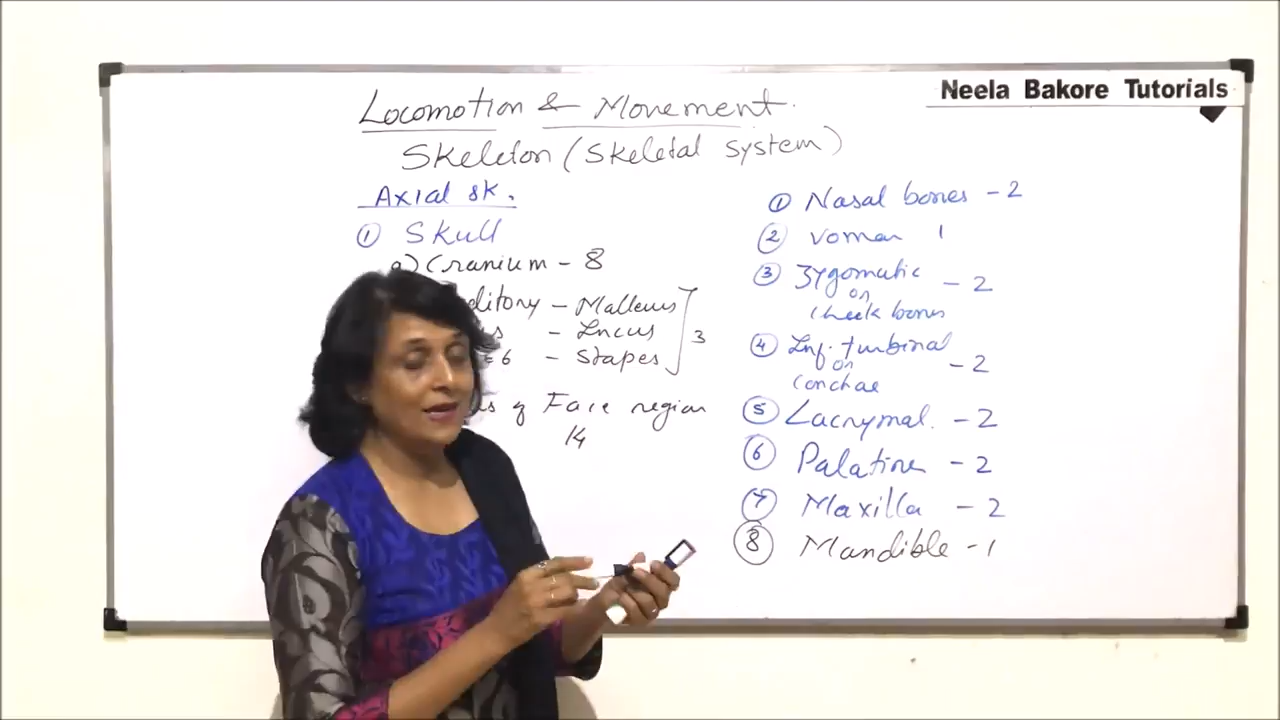 Neela Bakore Tutorials
Locomotion & Movement.
Skeleton (Skeletal System)
Axial sk.
① Skull
a) Cranium - 8
- Malleus
- Incus
- Stapes
3
= 6
Face region
14
① Nasal bones - 2
② Vomer 1
③ Zygomatic - 2
or
cheek bones
④ Inf. turbinal - 2
or
conchae
⑤ Lacrymal. - 2
⑥ Palatine - 2
⑦ Maxilla - 2
⑧ Mandible - 1